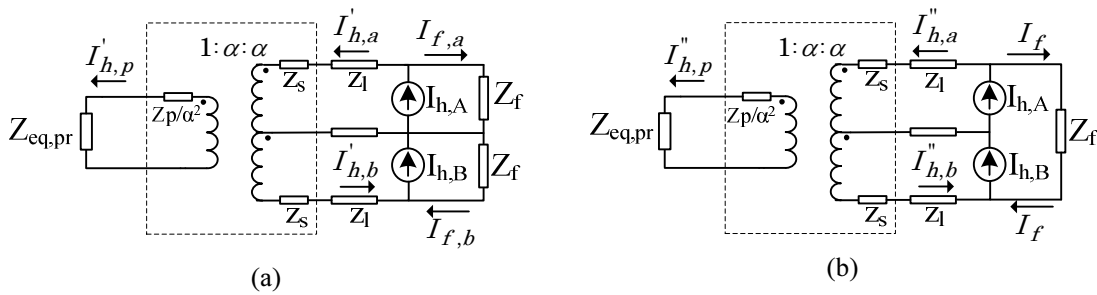 1:α:α
I'h,p
I'h,a
If,a
Zs
Zl
Zp/α²
Zeq,pr
Ih,A
Zf
Ih,B
Zf
I'h,b
Zs
Zl
If,b
(a)
1:α:α
I"h,p
I"h,a
If
Zs
Zl
Zp/α²
Zeq,pr
Ih,A
Zf
Ih,B
I"h,b
Zs
Zl
If
(b)